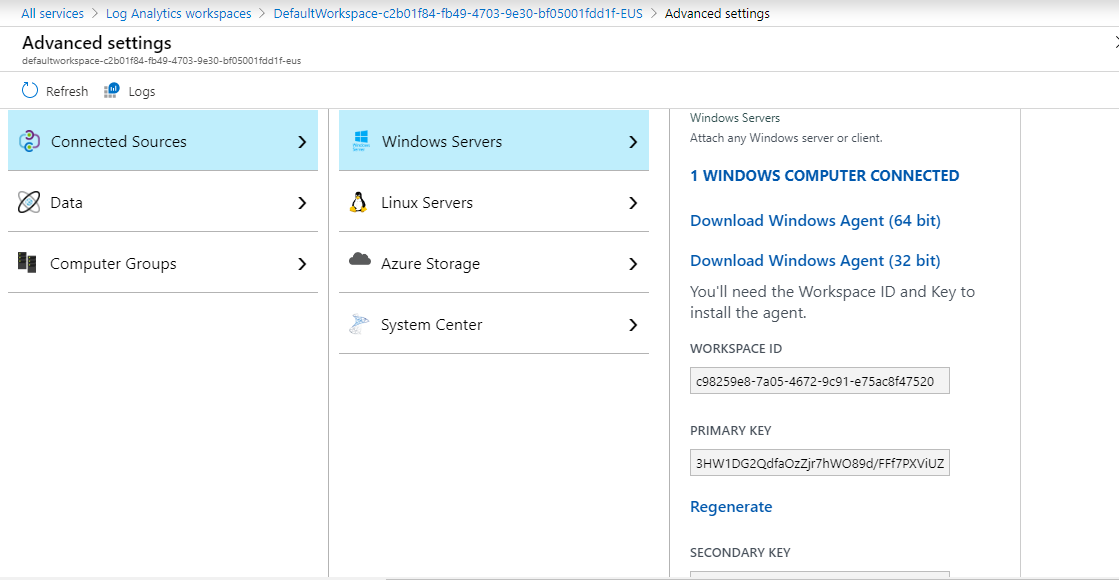 All services > Log Analytics workspaces > DefaultWorkspace-c2b01f84-fb49-4703-9e30-bf05001fdd1f-EUS > Advanced settings
Advanced settings
defaultworkspace-c2b01f84-fb49-4703-9e30-bf05001fdd1f-eus
Refresh Logs
Connected Sources
Data
Computer Groups
Windows Servers
Linux Servers
Azure Storage
System Center
Windows Servers
Attach any Windows server or client.
1 WINDOWS COMPUTER CONNECTED
Download Windows Agent (64 bit)
Download Windows Agent (32 bit)
You'll need the Workspace ID and Key to
install the agent.
WORKSPACE ID
c98259e8-7a05-4672-9c91-e75ac8f47520
PRIMARY KEY
3HW1DG2QdfaOzZjr7hWO89d/FFf7PXViUZ
Regenerate
SECONDARY KEY